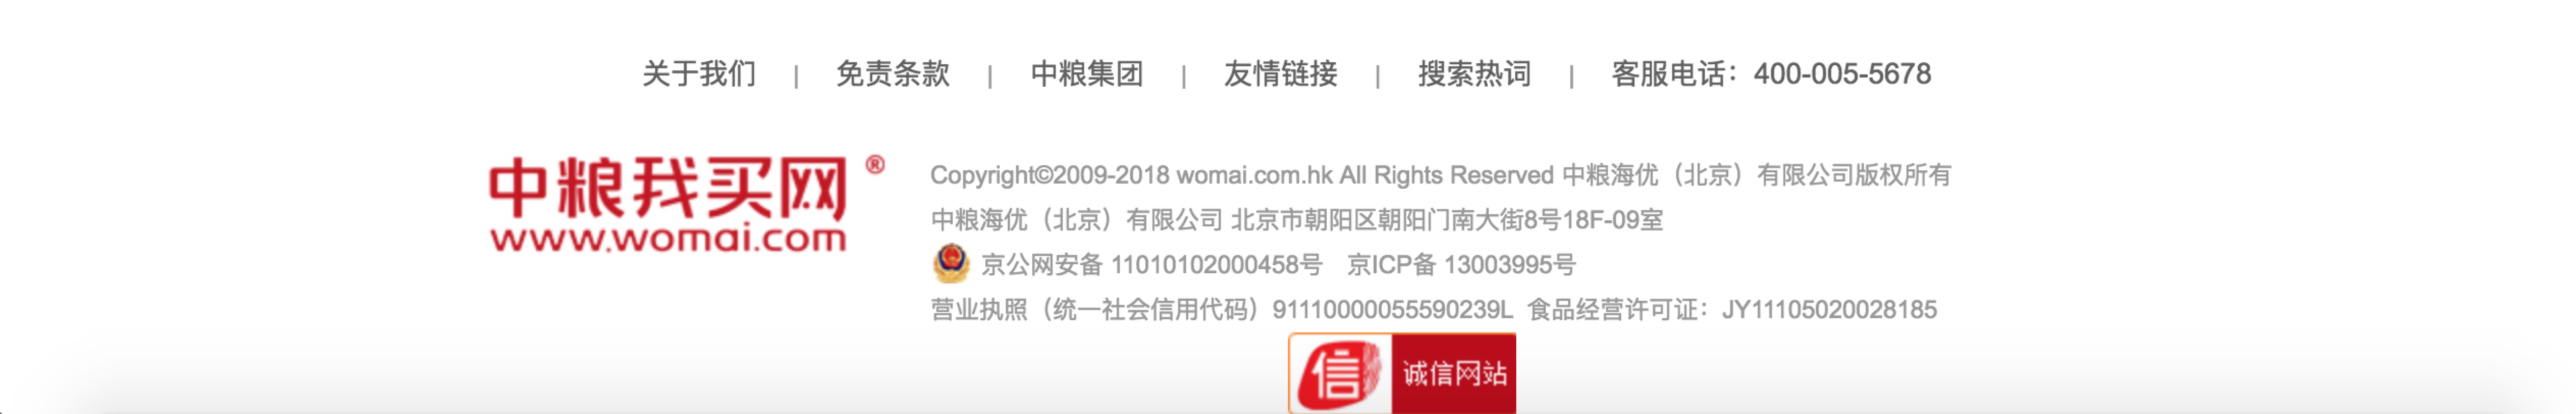 关于我们 | 免责条款 | 中粮集团 | 友情链接 | 搜索热词 | 客服电话：400-005-5678
中粮我买网®
www.womai.com
Copyright©2009-2018 womai.com.hk All Rights Reserved 中粮海优（北京）有限公司版权所有
中粮海优（北京）有限公司 北京市朝阳区朝阳门南大街8号18F-09室
京公网安备 11010102000458号 京ICP备 13003995号
营业执照（统一社会信用代码）91110000055590239L 食品经营许可证：JY11105020028185
信 诚信网站